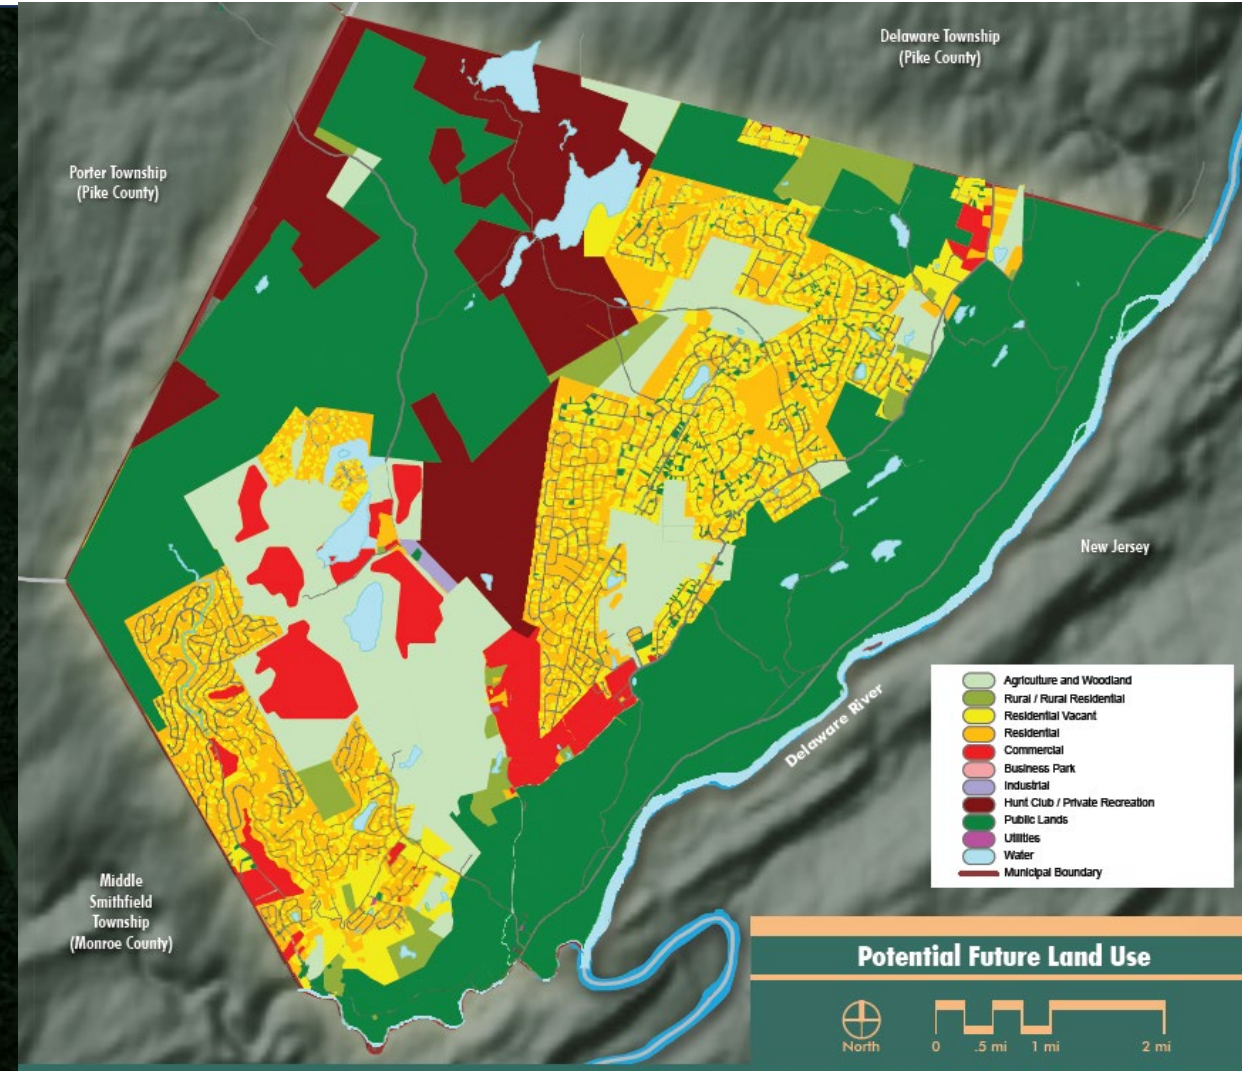 Delaware Township
(Pike County)
Porter Township
(Pike County)
New Jersey
Delaware River
Middle
Smithfield
Township
(Monroe County)
Agriculture and Woodland
Rural / Rural Residential
Residential Vacant
Residential
Commercial
Business Park
Industrial
Hunt Club / Private Recreation
Public Lands
Utilities
Water
Municipal Boundary
Potential Future Land Use
North
0 .5 mi 1 mi 2 mi